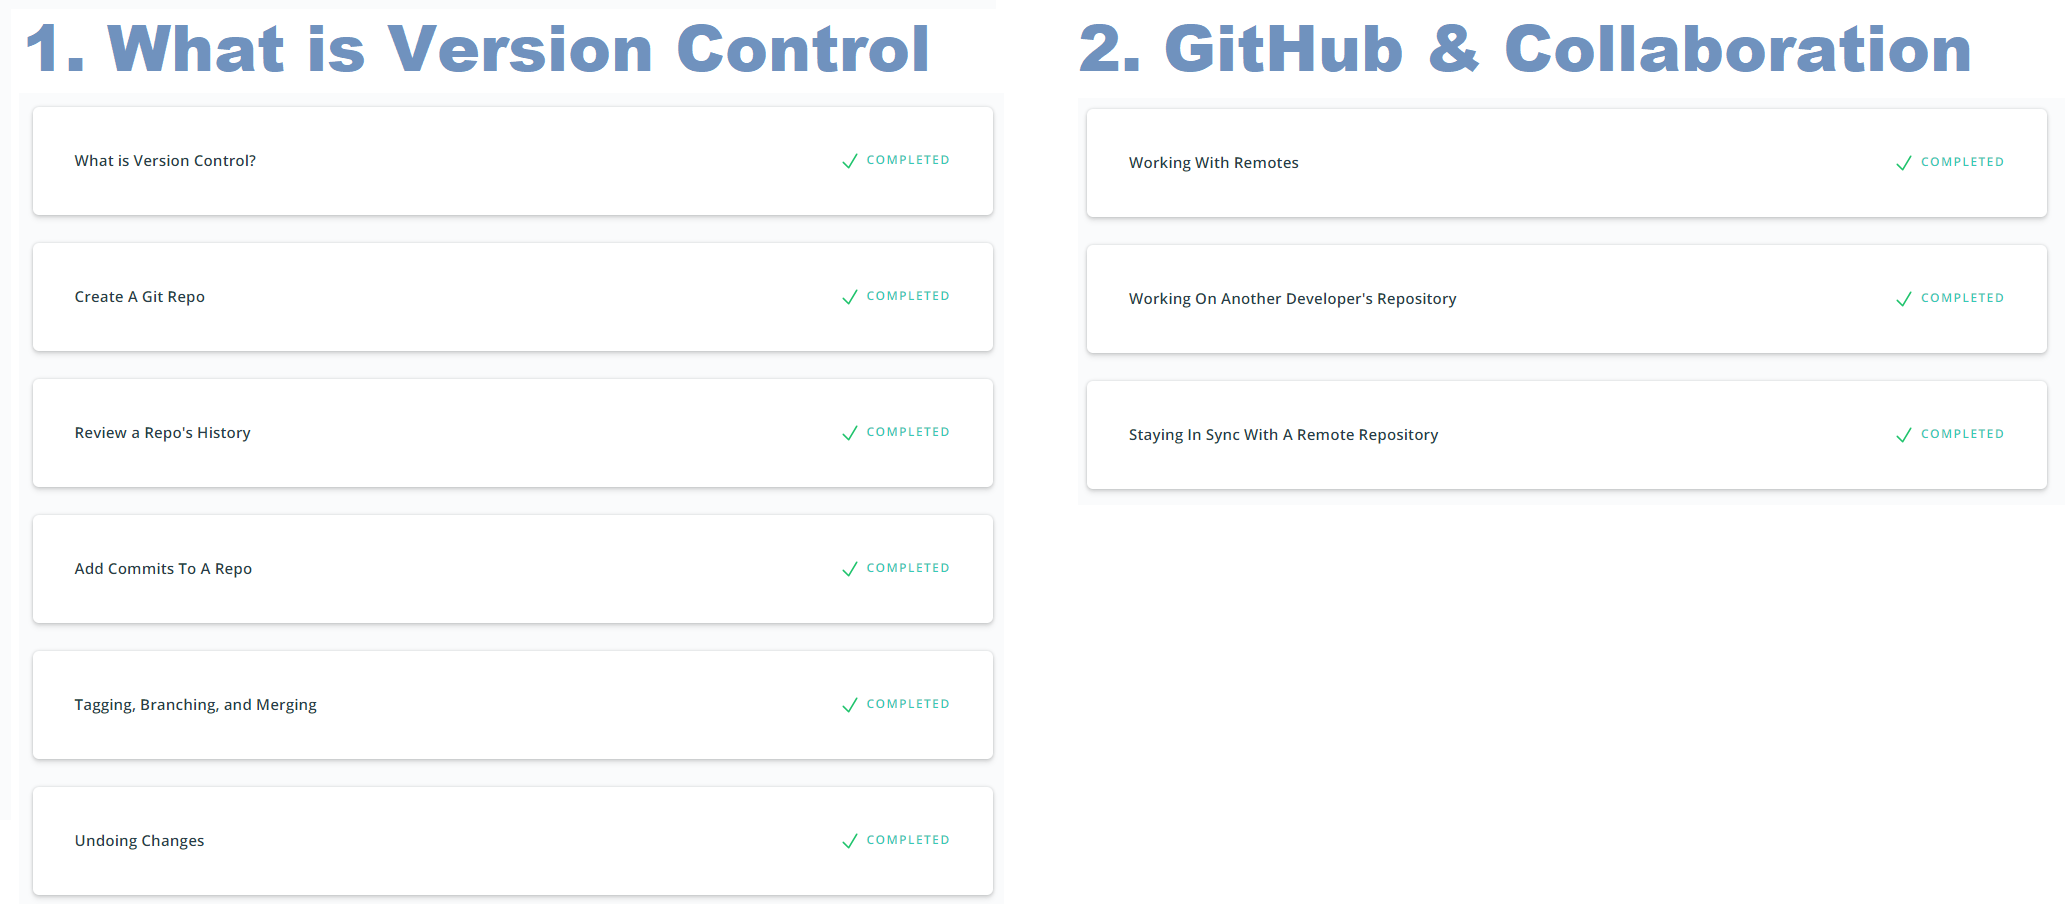 1. What is Version Control
What is Version Control?
COMPLETED
Create A Git Repo
COMPLETED
Review a Repo's History
COMPLETED
Add Commits To A Repo
COMPLETED
Tagging, Branching, and Merging
COMPLETED
Undoing Changes
COMPLETED
2. GitHub & Collaboration
Working With Remotes
COMPLETED
Working On Another Developer's Repository
COMPLETED
Staying In Sync With A Remote Repository
COMPLETED